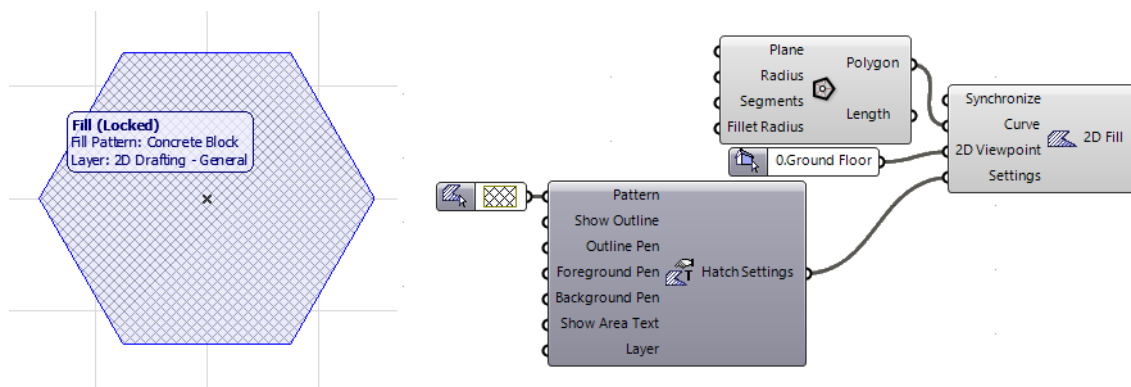 Fill (Locked)
Fill Pattern: Concrete Block
Layer: 2D Drafting - General
Plane
Radius
Segments
Fillet Radius
Polygon
Length
0.Ground Floor
Pattern
Show Outline
Outline Pen
Foreground Pen
Background Pen
Show Area Text
Layer
T
Hatch Settings
Synchronize
Curve
2D Viewpoint
Settings
2D Fill